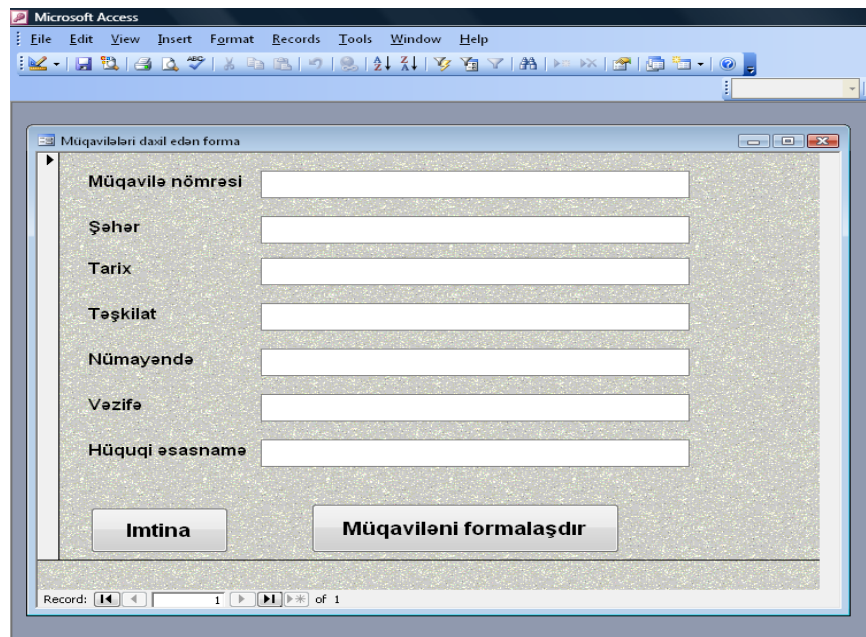 Microsoft Access
File Edit View Insert Format Records Tools Window Help
Müqavilələri daxil edən forma
Müqavilə nömrəsi
Şəhər
Tarix
Təşkilat
Nümayəndə
Vəzifə
Hüquqi əsasnamə
Imtina Müqaviləni formalaşdır
Record: 1 of 1